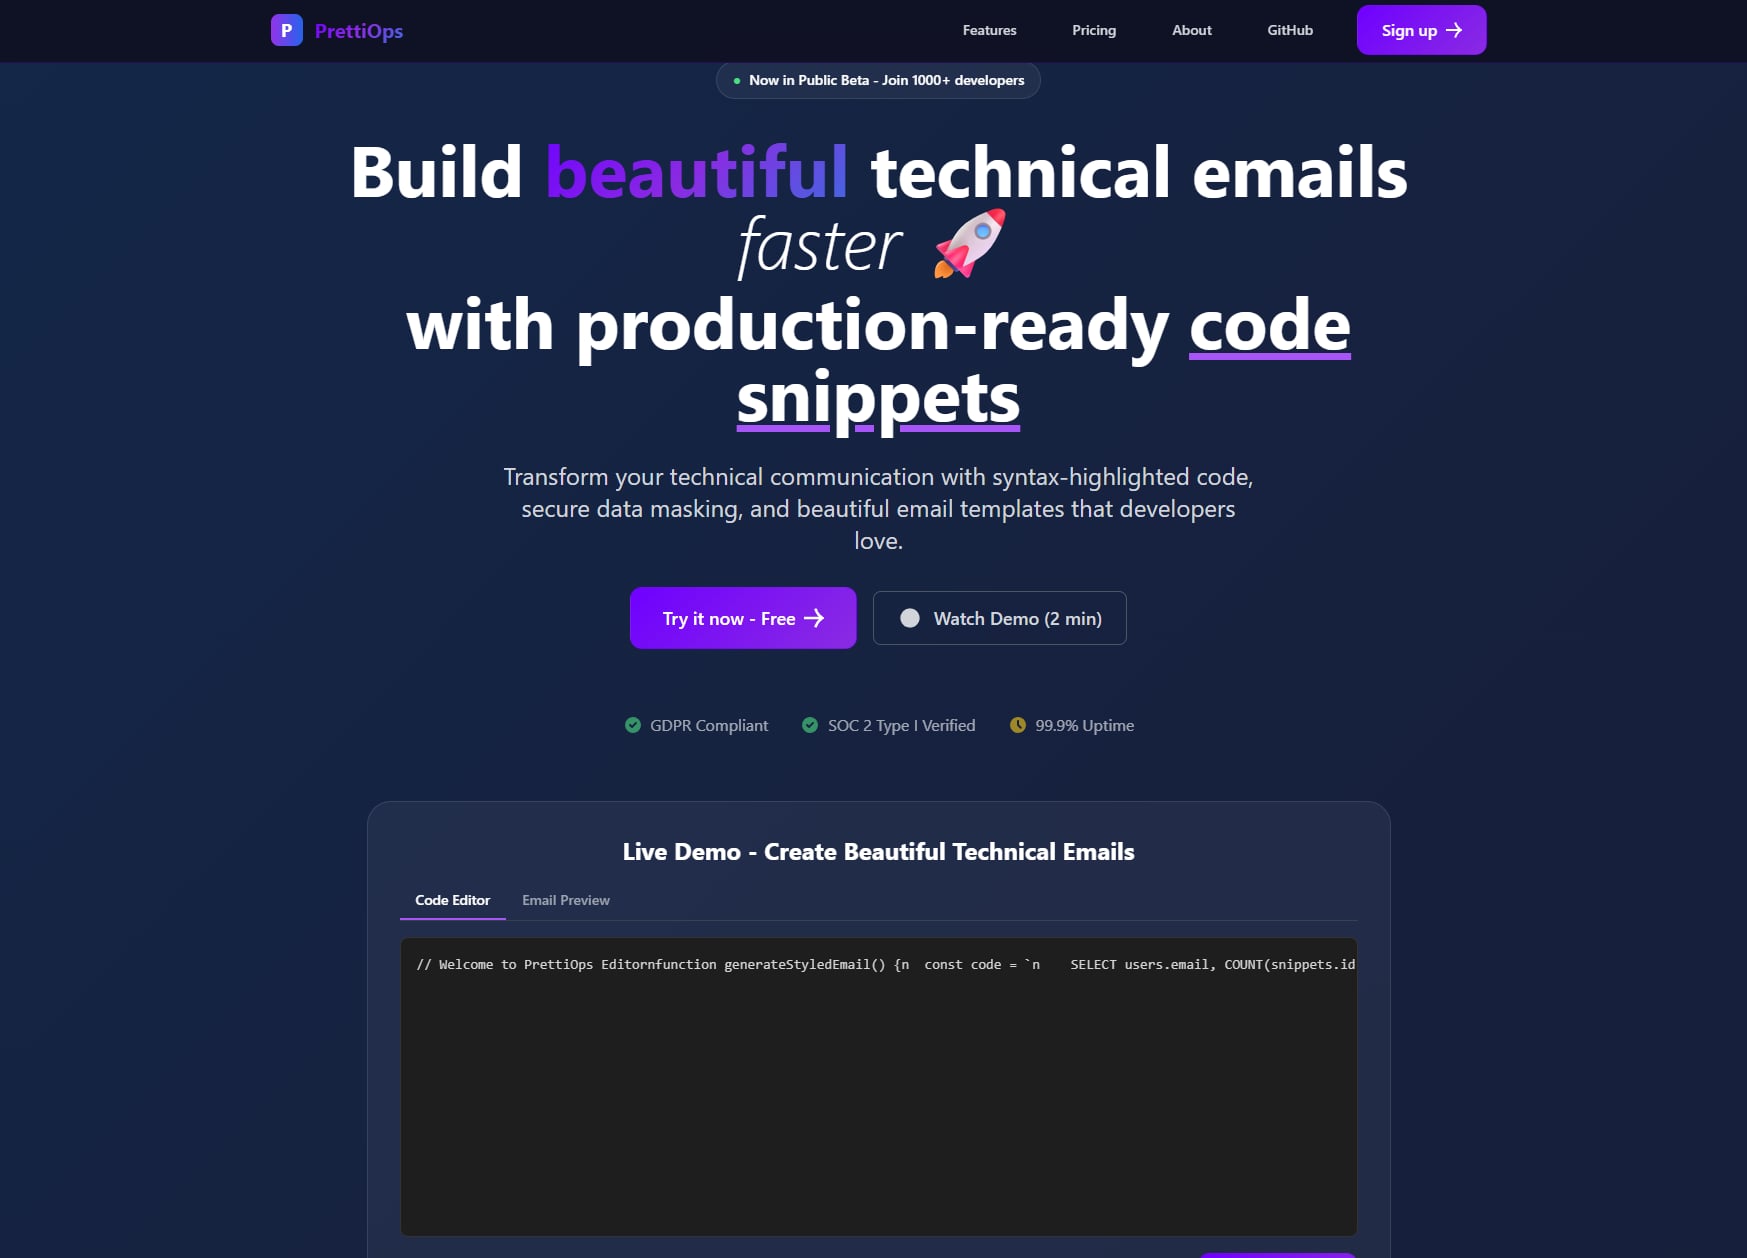 P PrettiOps Features Pricing About GitHub Sign up →
Now in Public Beta - Join 1000+ developers
Build beautiful technical emails
faster 🚀
with production-ready code
snippets
Transform your technical communication with syntax-highlighted code,
secure data masking, and beautiful email templates that developers
love.
Try it now - Free → Watch Demo (2 min)
GDPR Compliant SOC 2 Type I Verified 99.9% Uptime
Live Demo - Create Beautiful Technical Emails
Code Editor Email Preview
// Welcome to PrettiOps Editornfunction generateStyledEmail() {n  const code = `n    SELECT users.email, COUNT(snippets.id